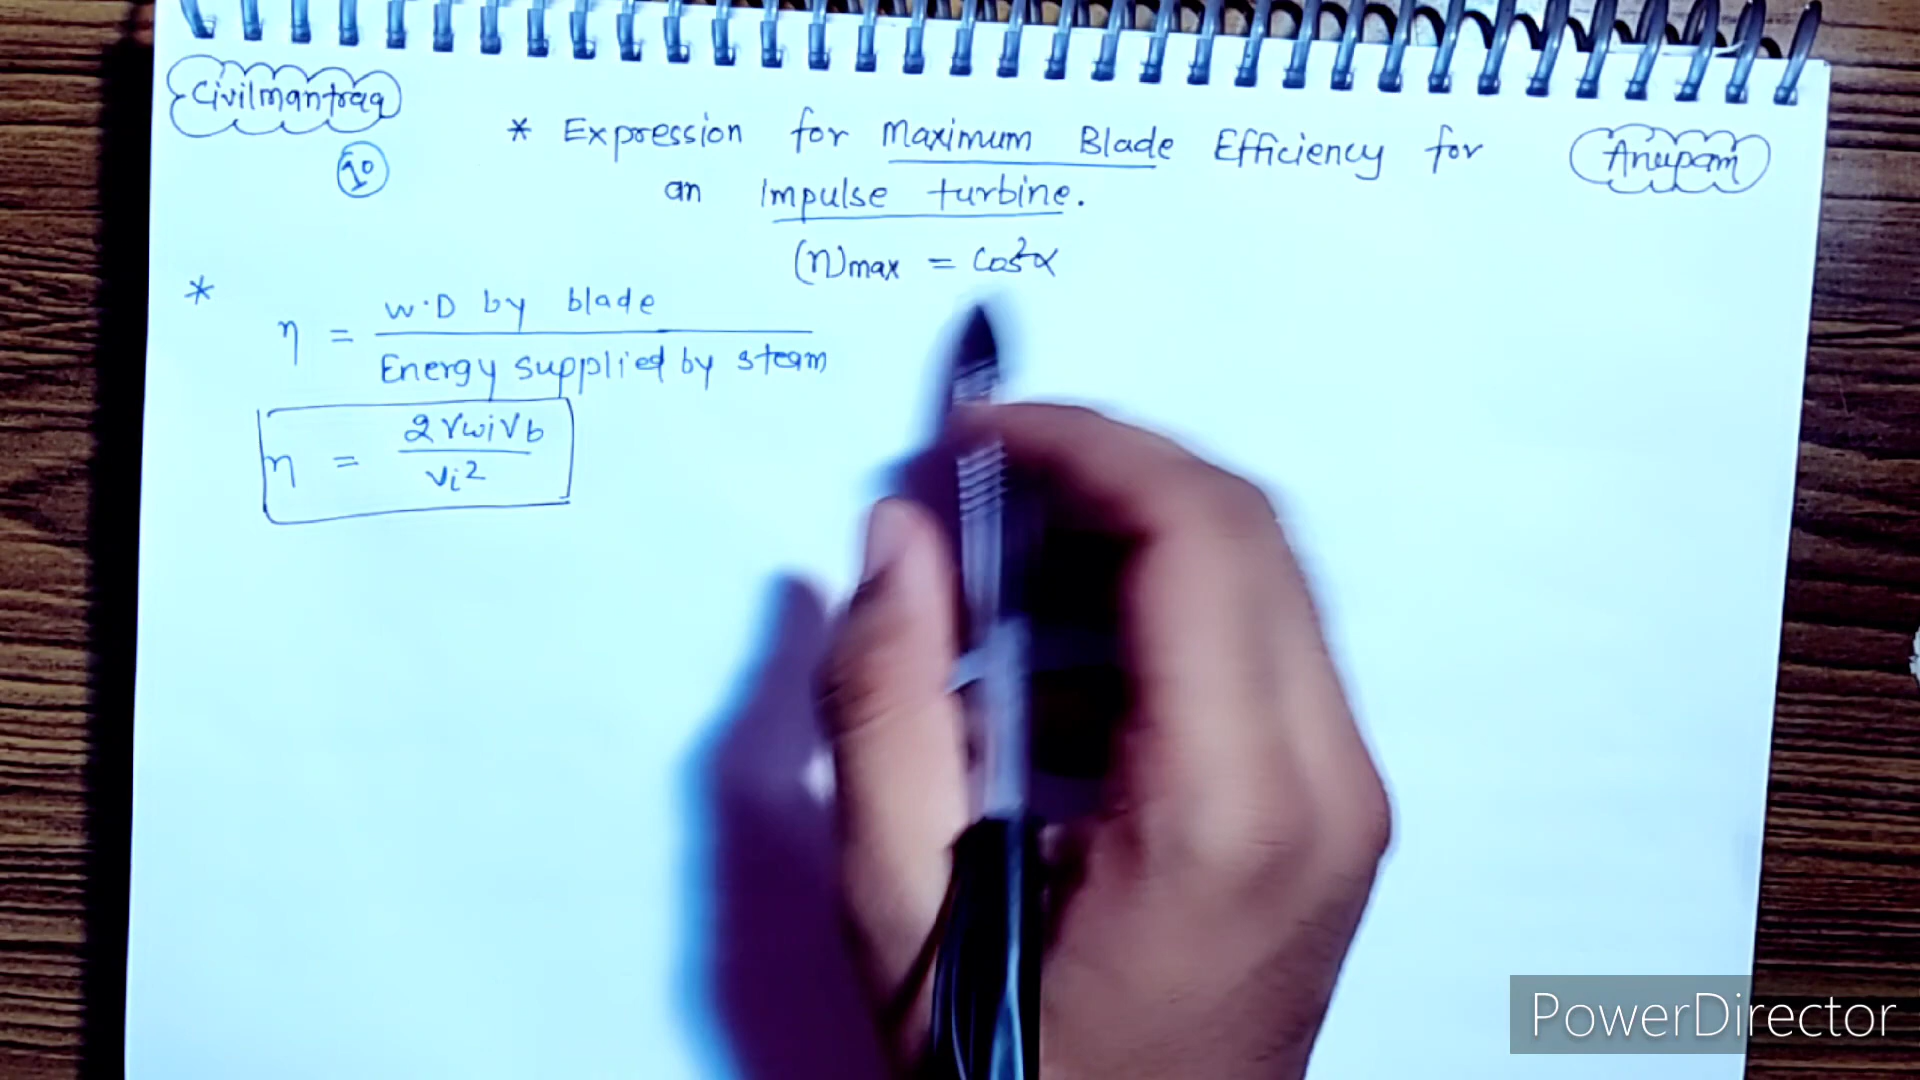 Civilmantraa
10
* Expression for Maximum Blade Efficiency for
an Impulse turbine.
Anupam
(η)max = Cos²α
*
η = W.D by blade / Energy supplied by steam
η = 2VwiVb / Vi²
PowerDirector